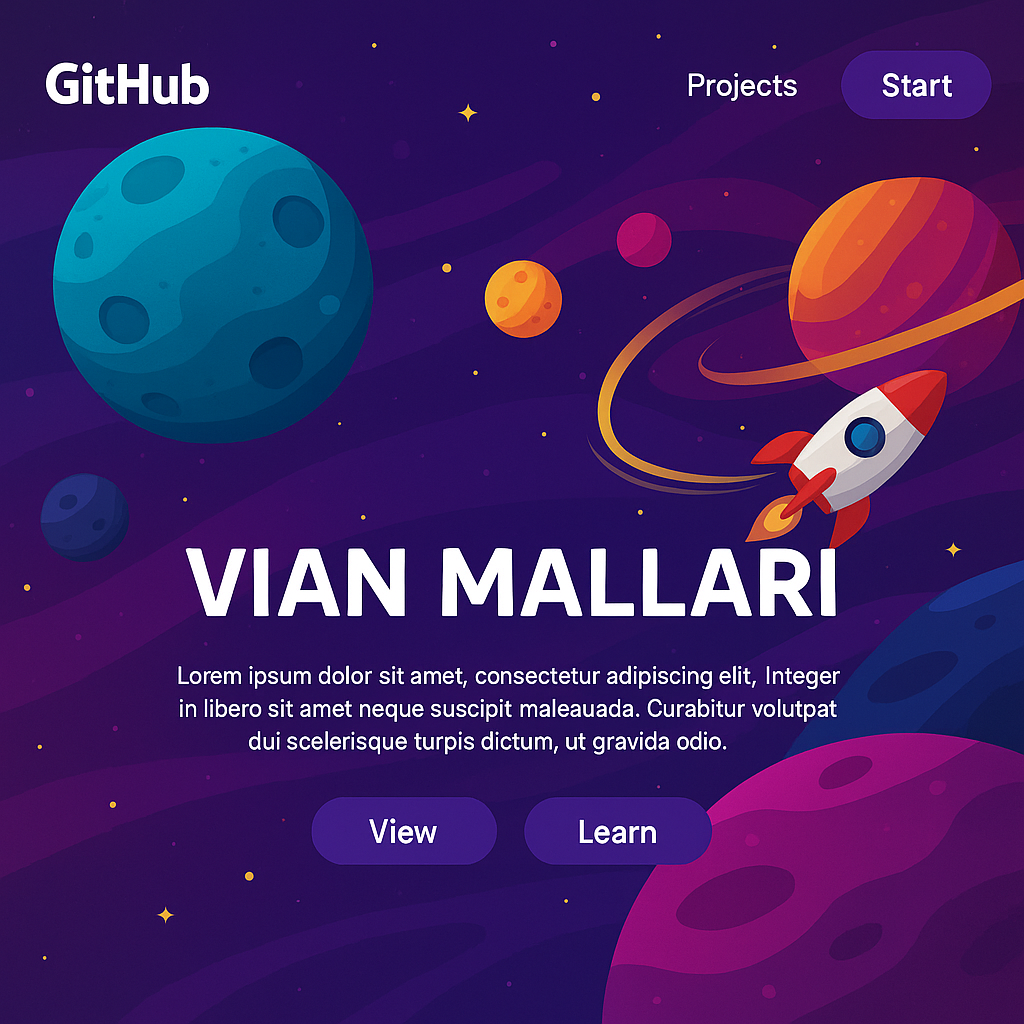 GitHub
Projects
Start
VIAN MALLARI
Lorem ipsum dolor sit amet, consectetur adipiscing elit, Integer
in libero sit amet neque suscipit maleauada. Curabitur volutpat
dui scelerisque turpis dictum, ut gravida odio.
View
Learn